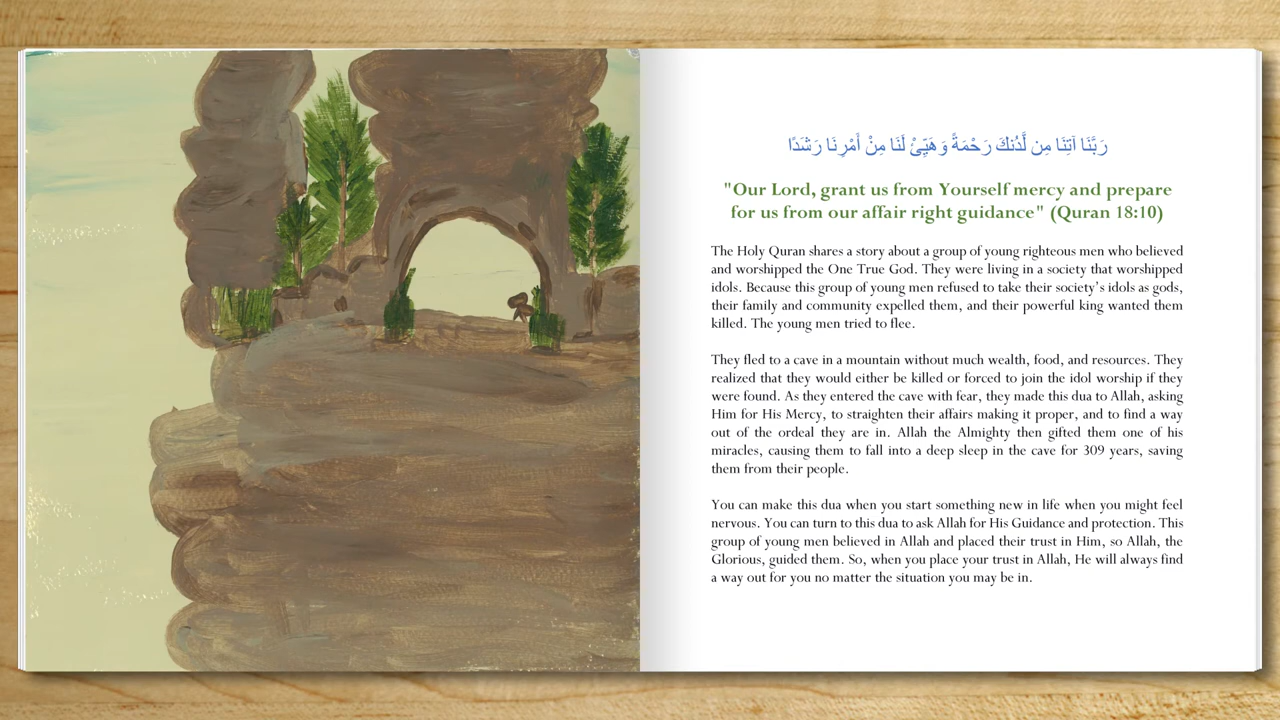 رَبَّنَا آتِنَا مِن لَّدُنكَ رَحْمَةً وَهَيِّئْ لَنَا مِنْ أَمْرِنَا رَشَدًا
"Our Lord, grant us from Yourself mercy and prepare
for us from our affair right guidance" (Quran 18:10)
The Holy Quran shares a story about a group of young righteous men who believed
and worshipped the One True God. They were living in a society that worshipped
idols. Because this group of young men refused to take their society’s idols as gods,
their family and community expelled them, and their powerful king wanted them
killed. The young men tried to flee.
They fled to a cave in a mountain without much wealth, food, and resources. They
realized that they would either be killed or forced to join the idol worship if they
were found. As they entered the cave with fear, they made this dua to Allah, asking
Him for His Mercy, to straighten their affairs making it proper, and to find a way
out of the ordeal they are in. Allah the Almighty then gifted them one of his
miracles, causing them to fall into a deep sleep in the cave for 309 years, saving
them from their people.
You can make this dua when you start something new in life when you might feel
nervous. You can turn to this dua to ask Allah for His Guidance and protection. This
group of young men believed in Allah and placed their trust in Him, so Allah, the
Glorious, guided them. So, when you place your trust in Allah, He will always find
a way out for you no matter the situation you may be in.